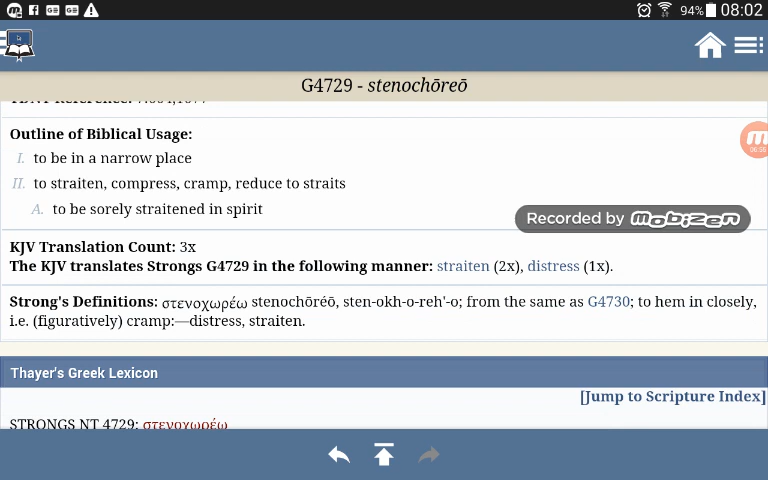 94% 08:02
G4729 - stenochōreō
Outline of Biblical Usage:
I. to be in a narrow place
II. to straiten, compress, cramp, reduce to straits
A. to be sorely straitened in spirit
06:56
Recorded by mobizen
KJV Translation Count: 3x
The KJV translates Strongs G4729 in the following manner: straiten (2x), distress (1x).
Strong's Definitions: στενοχωρέω stenochōréō, sten-okh-o-reh'-o; from the same as G4730; to hem in closely,
i.e. (figuratively) cramp:—distress, straiten.
Thayer's Greek Lexicon
[Jump to Scripture Index]
STRONGS NT 4729: στενοχωρέω